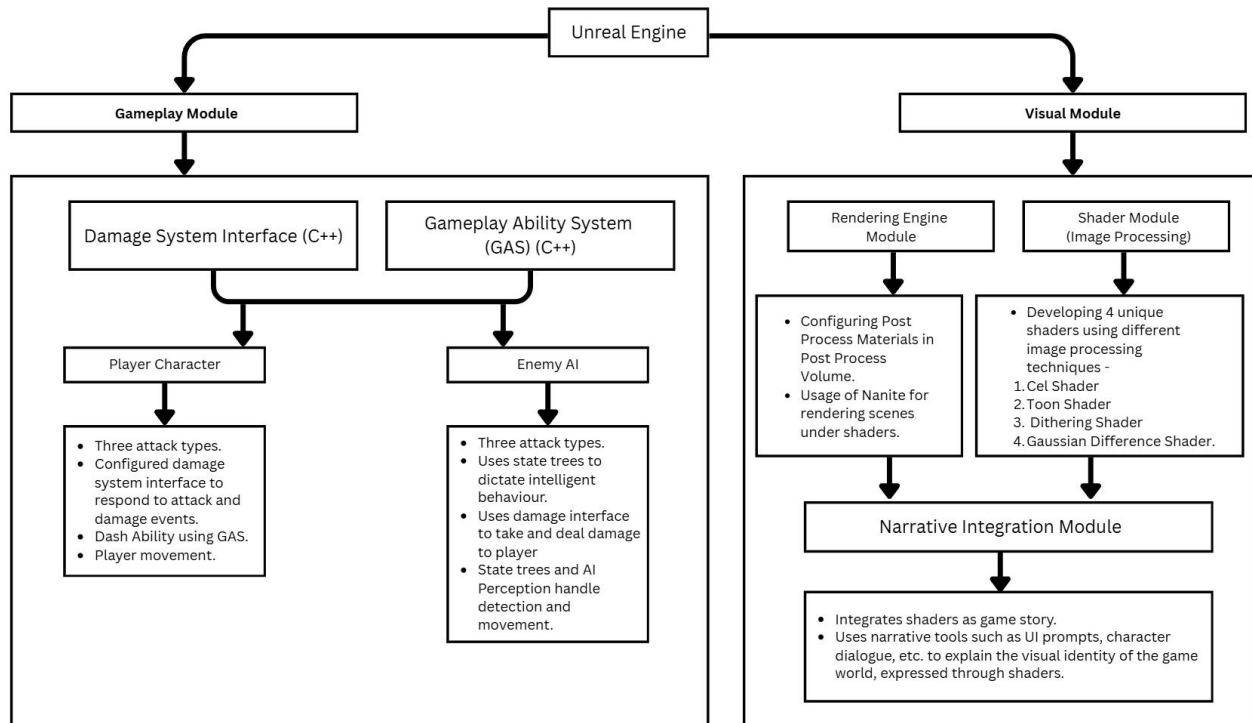 Unreal Engine
Gameplay Module
Damage System Interface (C++)
Gameplay Ability System
(GAS) (C++)
Player Character
• Three attack types.
• Configured damage
system interface to
respond to attack and
damage events.
• Dash Ability using GAS.
• Player movement.
Enemy AI
• Three attack types.
• Uses state trees to
dictate intelligent
behaviour.
• Uses damage interface
to take and deal damage
to player
• State trees and AI
Perception handle
detection and
movement.
Visual Module
Rendering Engine
Module
• Configuring Post
Process Materials in
Post Process
Volume.
• Usage of Nanite for
rendering scenes
under shaders.
Shader Module
(Image Processing)
• Developing 4 unique
shaders using different
image processing
techniques -
1. Cel Shader
2. Toon Shader
3. Dithering Shader
4. Gaussian Difference Shader.
Narrative Integration Module
• Integrates shaders as game story.
• Uses narrative tools such as UI prompts, character
dialogue, etc. to explain the visual identity of the game
world, expressed through shaders.